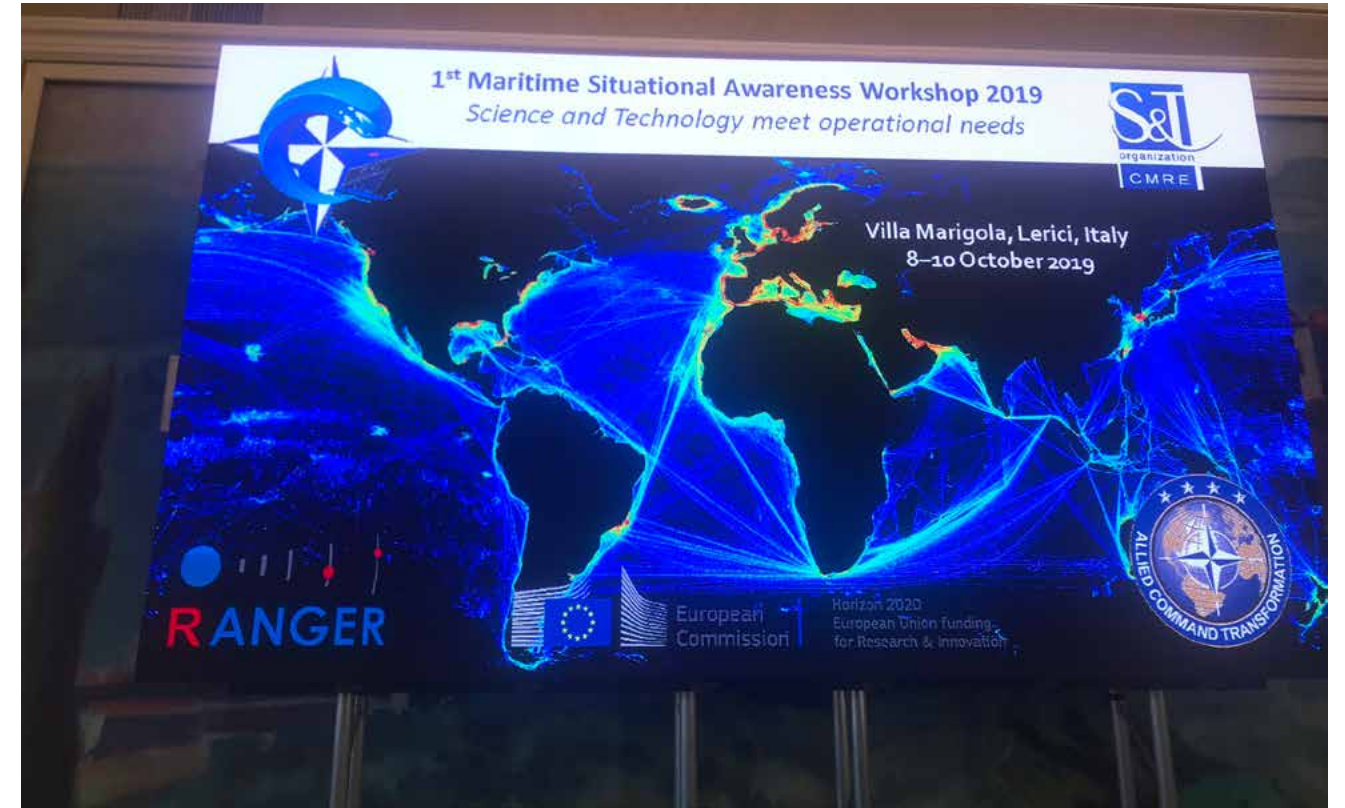 1st Maritime Situational Awareness Workshop 2019
Science and Technology meet operational needs
S&T
organization
CMRE
Villa Marigola, Lerici, Italy
8–10 October 2019
RANGER
European
Commission
Horizon 2020
European Union funding
for Research & Innovation
ALLIED COMMAND TRANSFORMATION